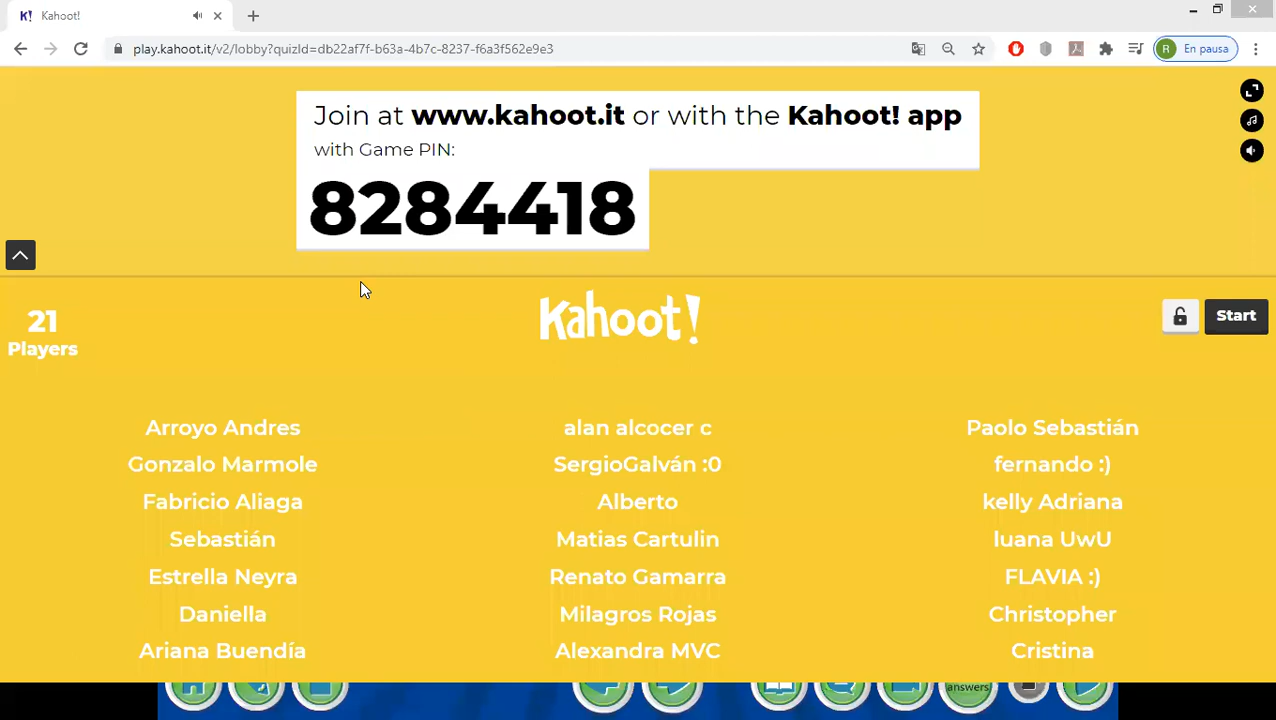 Kahoot!
play.kahoot.it/v2/lobby?quizId=db22af7f-b63a-4b7c-8237-f6a3f562e9e3
R En pausa
Join at www.kahoot.it or with the Kahoot! app
with Game PIN:
8284418
21
Players
Kahoot!
Start
Arroyo Andres
alan alcocer c
Paolo Sebastián
Gonzalo Marmole
SergioGalván :0
fernando :)
Fabricio Aliaga
Alberto
kelly Adriana
Sebastián
Matias Cartulin
luana UwU
Estrella Neyra
Renato Gamarra
FLAVIA :)
Daniella
Milagros Rojas
Christopher
Ariana Buendía
Alexandra MVC
Cristina
answers